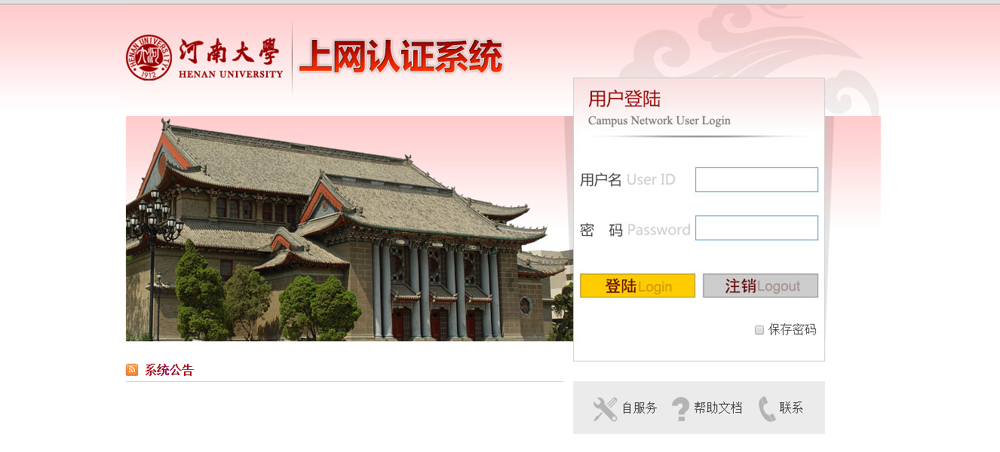 HENAN UNIVERSITY
1912
河南大學
HENAN UNIVERSITY
上网认证系统
用户登陆
Campus Network User Login
用户名 User ID
密 码 Password
登陆Login
注销Logout
保存密码
系统公告
自服务
帮助文档
联系